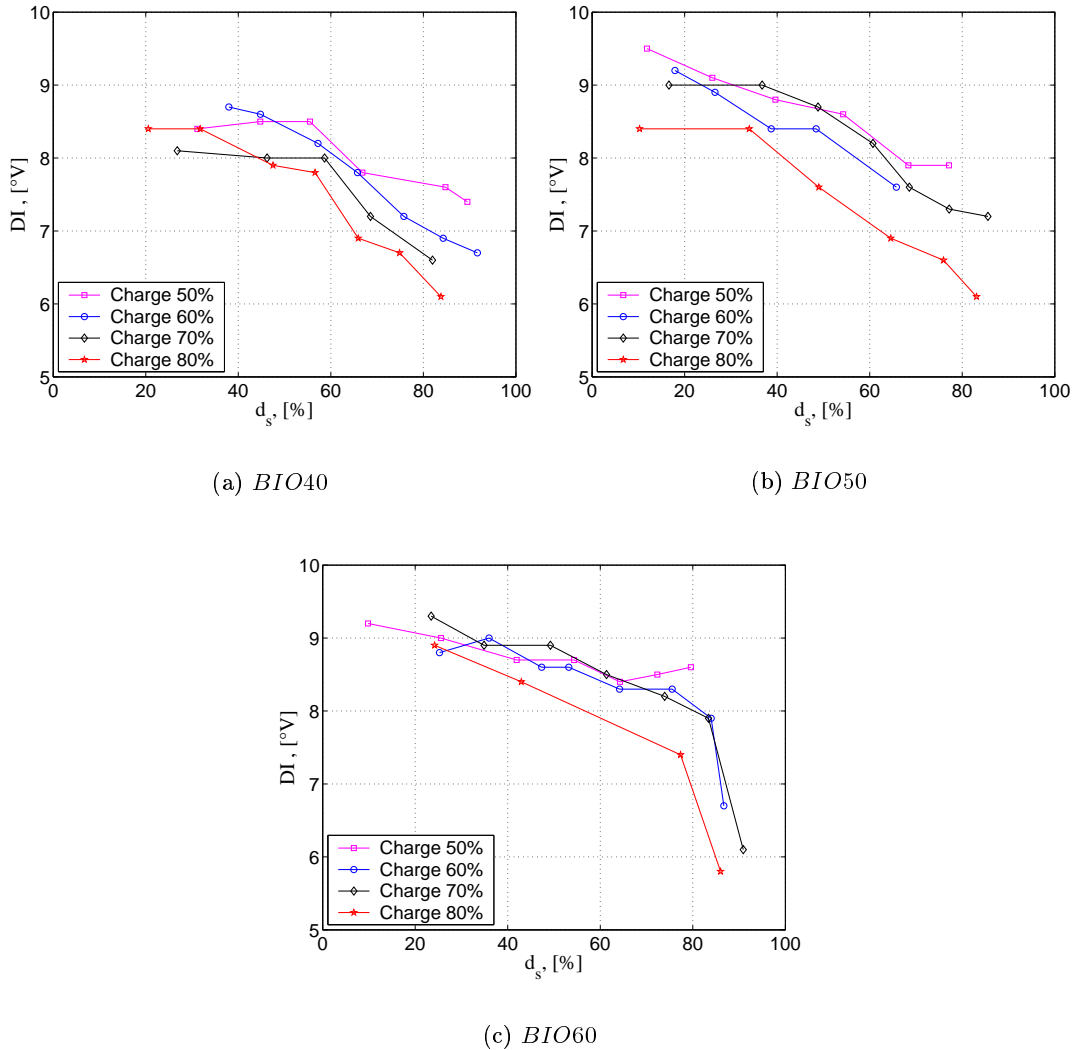 10
9
8
7
6
5
DI , [°V]
Charge 50%
Charge 60%
Charge 70%
Charge 80%
0 20 40 60 80 100
d_s, [%]
(a) BIO40
10
9
8
7
6
5
DI , [°V]
Charge 50%
Charge 60%
Charge 70%
Charge 80%
0 20 40 60 80 100
d_s, [%]
(b) BIO50
10
9
8
7
6
5
DI , [°V]
Charge 50%
Charge 60%
Charge 70%
Charge 80%
0 20 40 60 80 100
d_s, [%]
(c) BIO60